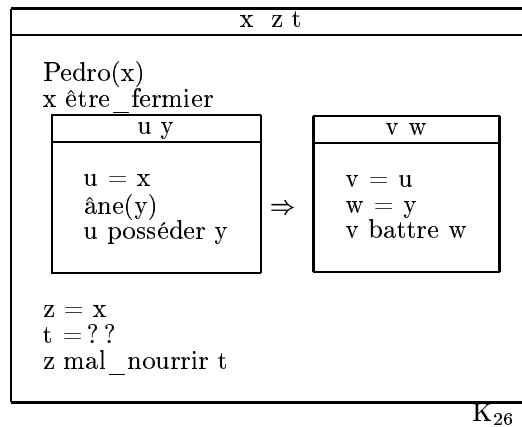 x z t
Pedro(x)
x être_fermier
u y
u = x
âne(y)
u posséder y
⇒
v w
v = u
w = y
v battre w
z = x
t =??
z mal_nourrir t
K26